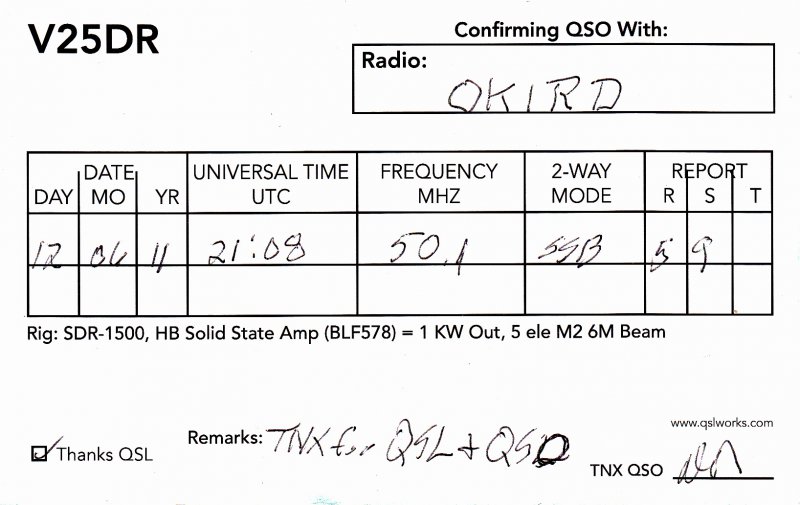 V25DR
Confirming QSO With:
Radio:
OK1RD
DATE UNIVERSAL TIME FREQUENCY 2-WAY REPORT
DAY MO YR UTC MHZ MODE R S T
12 06 11 21:08 50.1 SSB 5 9
Rig: SDR-1500, HB Solid State Amp (BLF578) = 1 KW Out, 5 ele M2 6M Beam
www.qslworks.com
Thanks QSL Remarks: TNX for QSL + QSO
TNX QSO